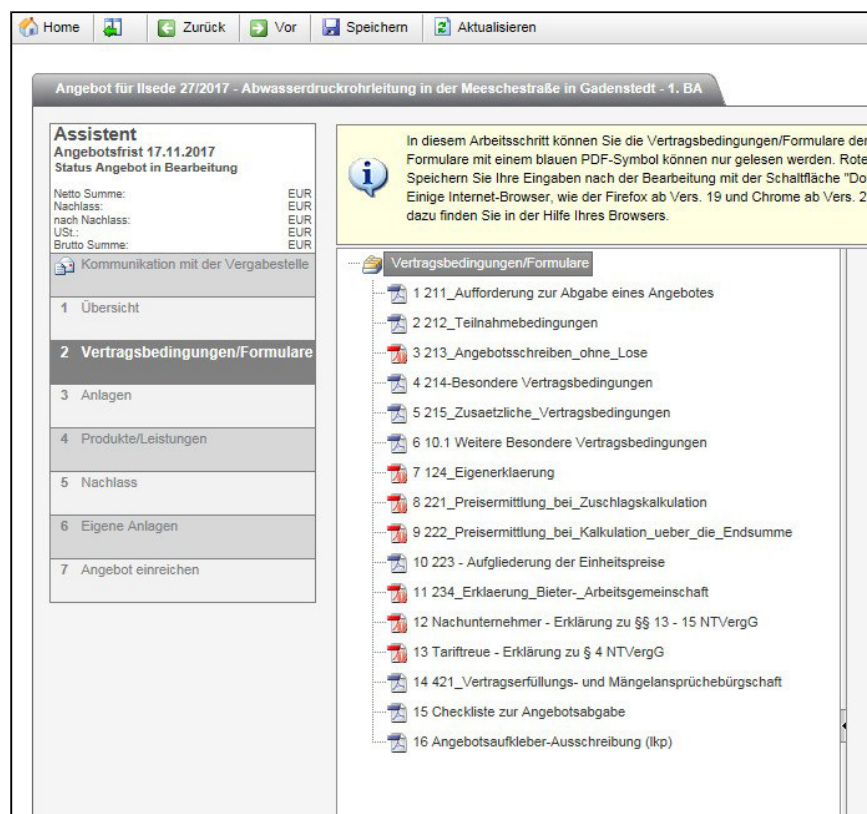 Home Zurück Vor Speichern Aktualisieren
Angebot für Ilsede 27/2017 - Abwasserdruckrohrleitung in der Meeschestraße in Gadenstedt - 1. BA
Assistent
Angebotsfrist 17.11.2017
Status Angebot in Bearbeitung
Netto Summe: EUR
Nachlass: EUR
nach Nachlass: EUR
USt.: EUR
Brutto Summe: EUR
Kommunikation mit der Vergabestelle
1 Übersicht
2 Vertragsbedingungen/Formulare
3 Anlagen
4 Produkte/Leistungen
5 Nachlass
6 Eigene Anlagen
7 Angebot einreichen
In diesem Arbeitsschritt können Sie die Vertragsbedingungen/Formulare der
Formulare mit einem blauen PDF-Symbol können nur gelesen werden. Rote
Speichern Sie Ihre Eingaben nach der Bearbeitung mit der Schaltfläche "Do
Einige Internet-Browser, wie der Firefox ab Vers. 19 und Chrome ab Vers. 2
dazu finden Sie in der Hilfe Ihres Browsers.
Vertragsbedingungen/Formulare
1 211_Aufforderung zur Abgabe eines Angebotes
2 212_Teilnahmebedingungen
3 213_Angebotsschreiben_ohne_Lose
4 214-Besondere Vertragsbedingungen
5 215_Zusaetzliche_Vertragsbedingungen
6 10.1 Weitere Besondere Vertragsbedingungen
7 124_Eigenerklaerung
8 221_Preisermittlung_bei_Zuschlagskalkulation
9 222_Preisermittlung_bei_Kalkulation_ueber_die_Endsumme
10 223 - Aufgliederung der Einheitspreise
11 234_Erklaerung_Bieter-_Arbeitsgemeinschaft
12 Nachunternehmer - Erklärung zu §§ 13 - 15 NTVergG
13 Tariftreue - Erklärung zu § 4 NTVergG
14 421_Vertragserfüllungs- und Mängelansprüchebürgschaft
15 Checkliste zur Angebotsabgabe
16 Angebotsaufkleber-Ausschreibung (lkp)